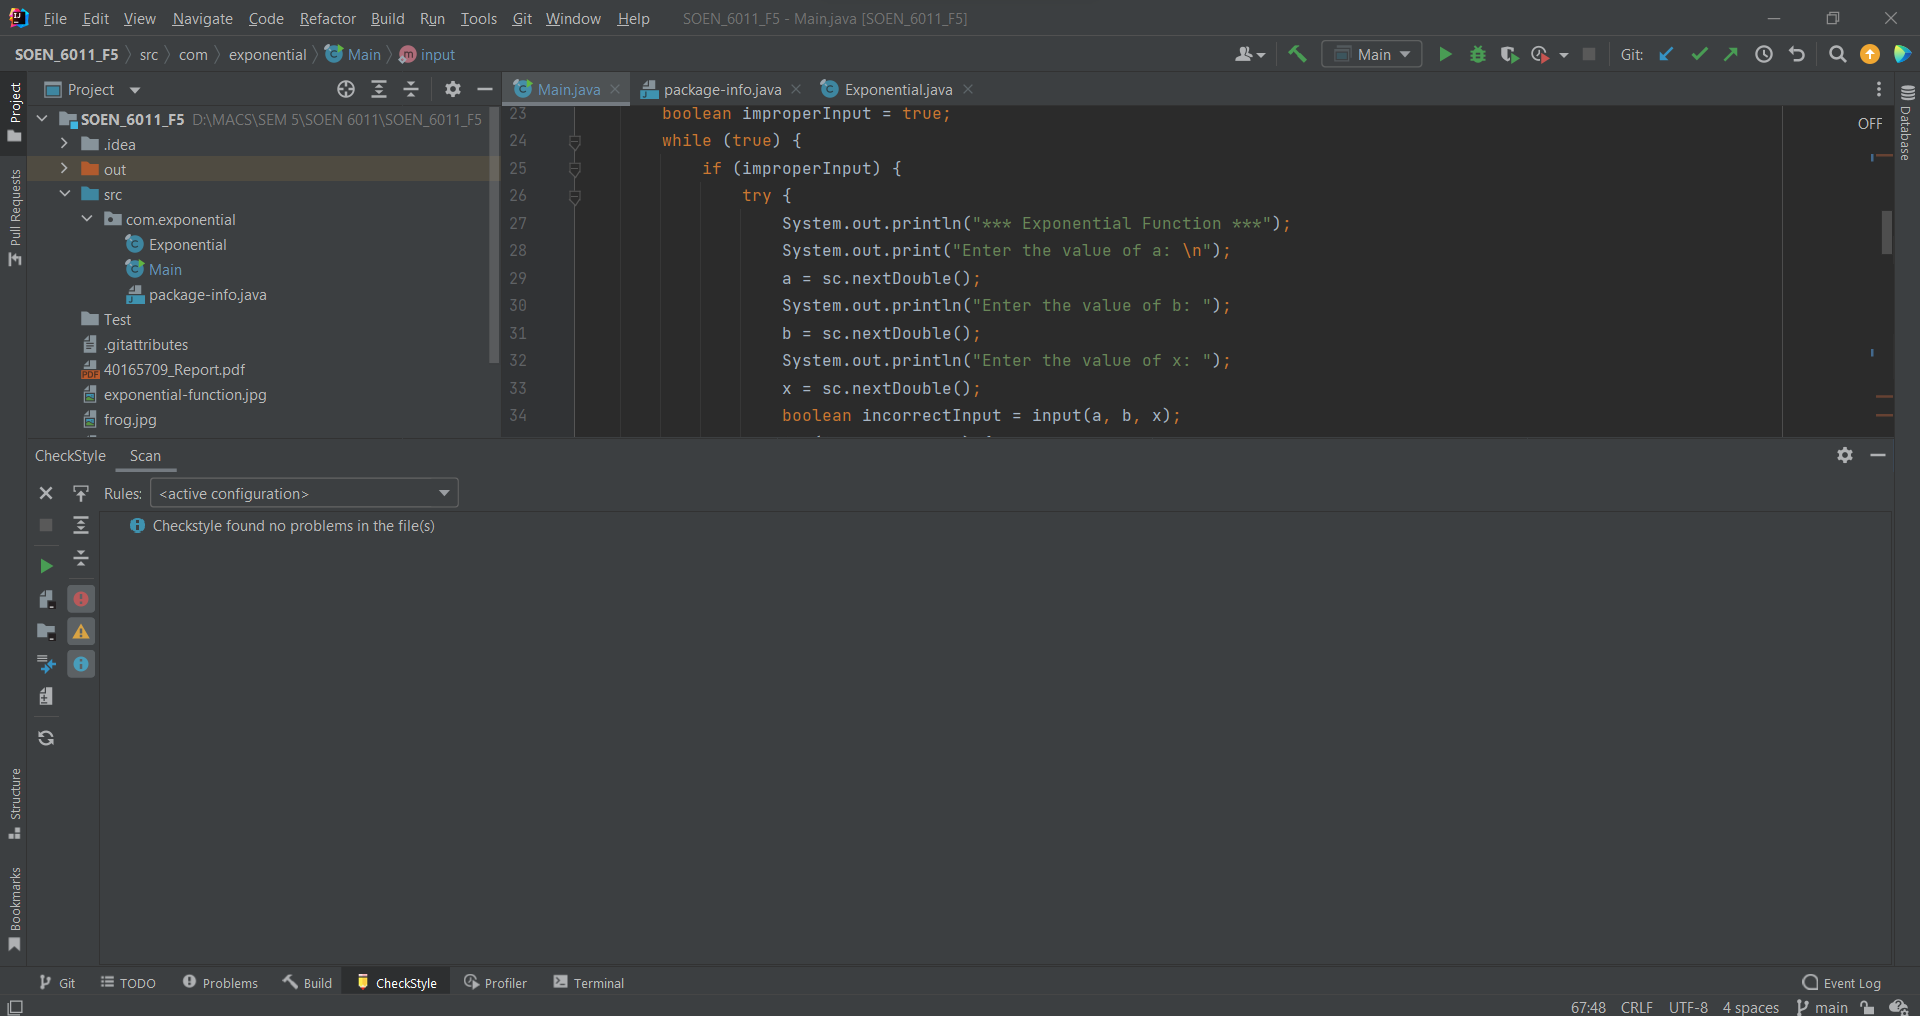 File Edit View Navigate Code Refactor Build Run Tools Git Window Help SOEN_6011_F5 - Main.java [SOEN_6011_F5]
SOEN_6011_F5 src com exponential Main input Main Git:
Project
Main.java package-info.java Exponential.java
Project
Pull Requests
Structure
Bookmarks
Database
SOEN_6011_F5 D:\MACS\SEM 5\SOEN 6011\SOEN_6011_F5
.idea
out
src
com.exponential
Exponential
Main
package-info.java
Test
.gitattributes
40165709_Report.pdf
exponential-function.jpg
frog.jpg
OFF
23 boolean improperInput = true;
24 while (true) {
25 if (improperInput) {
26 try {
27 System.out.println("*** Exponential Function ***");
28 System.out.print("Enter the value of a: \n");
29 a = sc.nextDouble();
30 System.out.println("Enter the value of b: ");
31 b = sc.nextDouble();
32 System.out.println("Enter the value of x: ");
33 x = sc.nextDouble();
34 boolean incorrectInput = input(a, b, x);
CheckStyle Scan
Rules: <active configuration>
Checkstyle found no problems in the file(s)
Git TODO Problems Build CheckStyle Profiler Terminal Event Log
67:48 CRLF UTF-8 4 spaces main